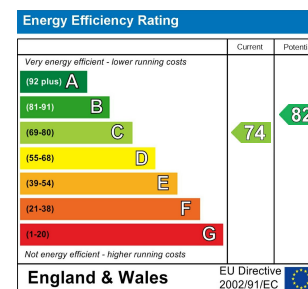 Energy Efficiency Rating
Current
Very energy efficient - lower running costs
(92 plus) A
(81-91) B
82
(69-80) C
74
(55-68) D
(39-54) E
(21-38) F
(1-20) G
Not energy efficient - higher running costs
England & Wales
EU Directive
2002/91/EC